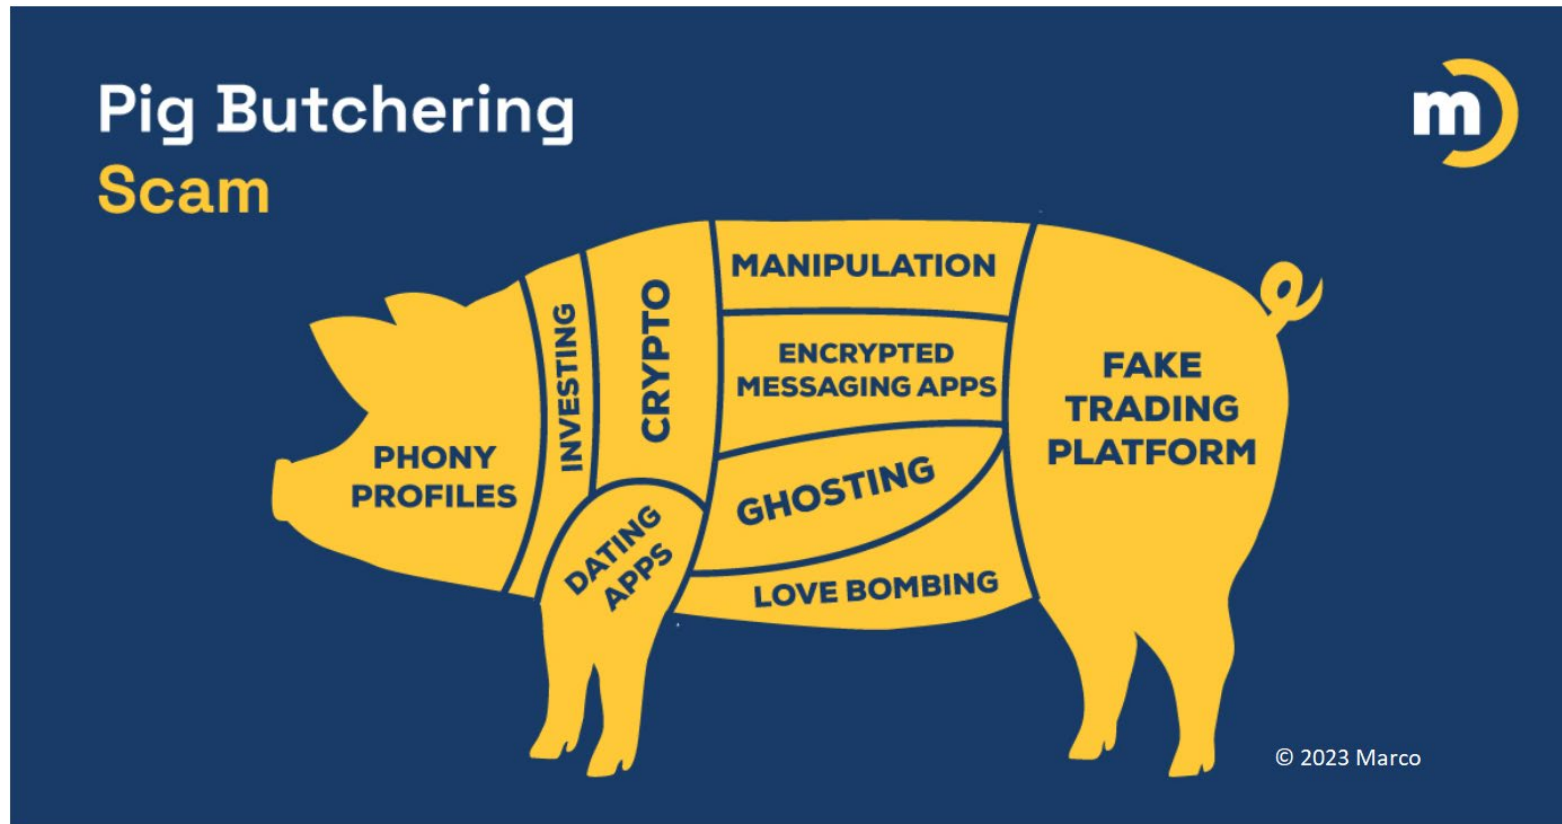 Pig Butchering
Scam
m
MANIPULATION
INVESTING
CRYPTO
ENCRYPTED
MESSAGING APPS
FAKE
TRADING
PLATFORM
PHONY
PROFILES
GHOSTING
DATING
APPS
LOVE BOMBING
© 2023 Marco